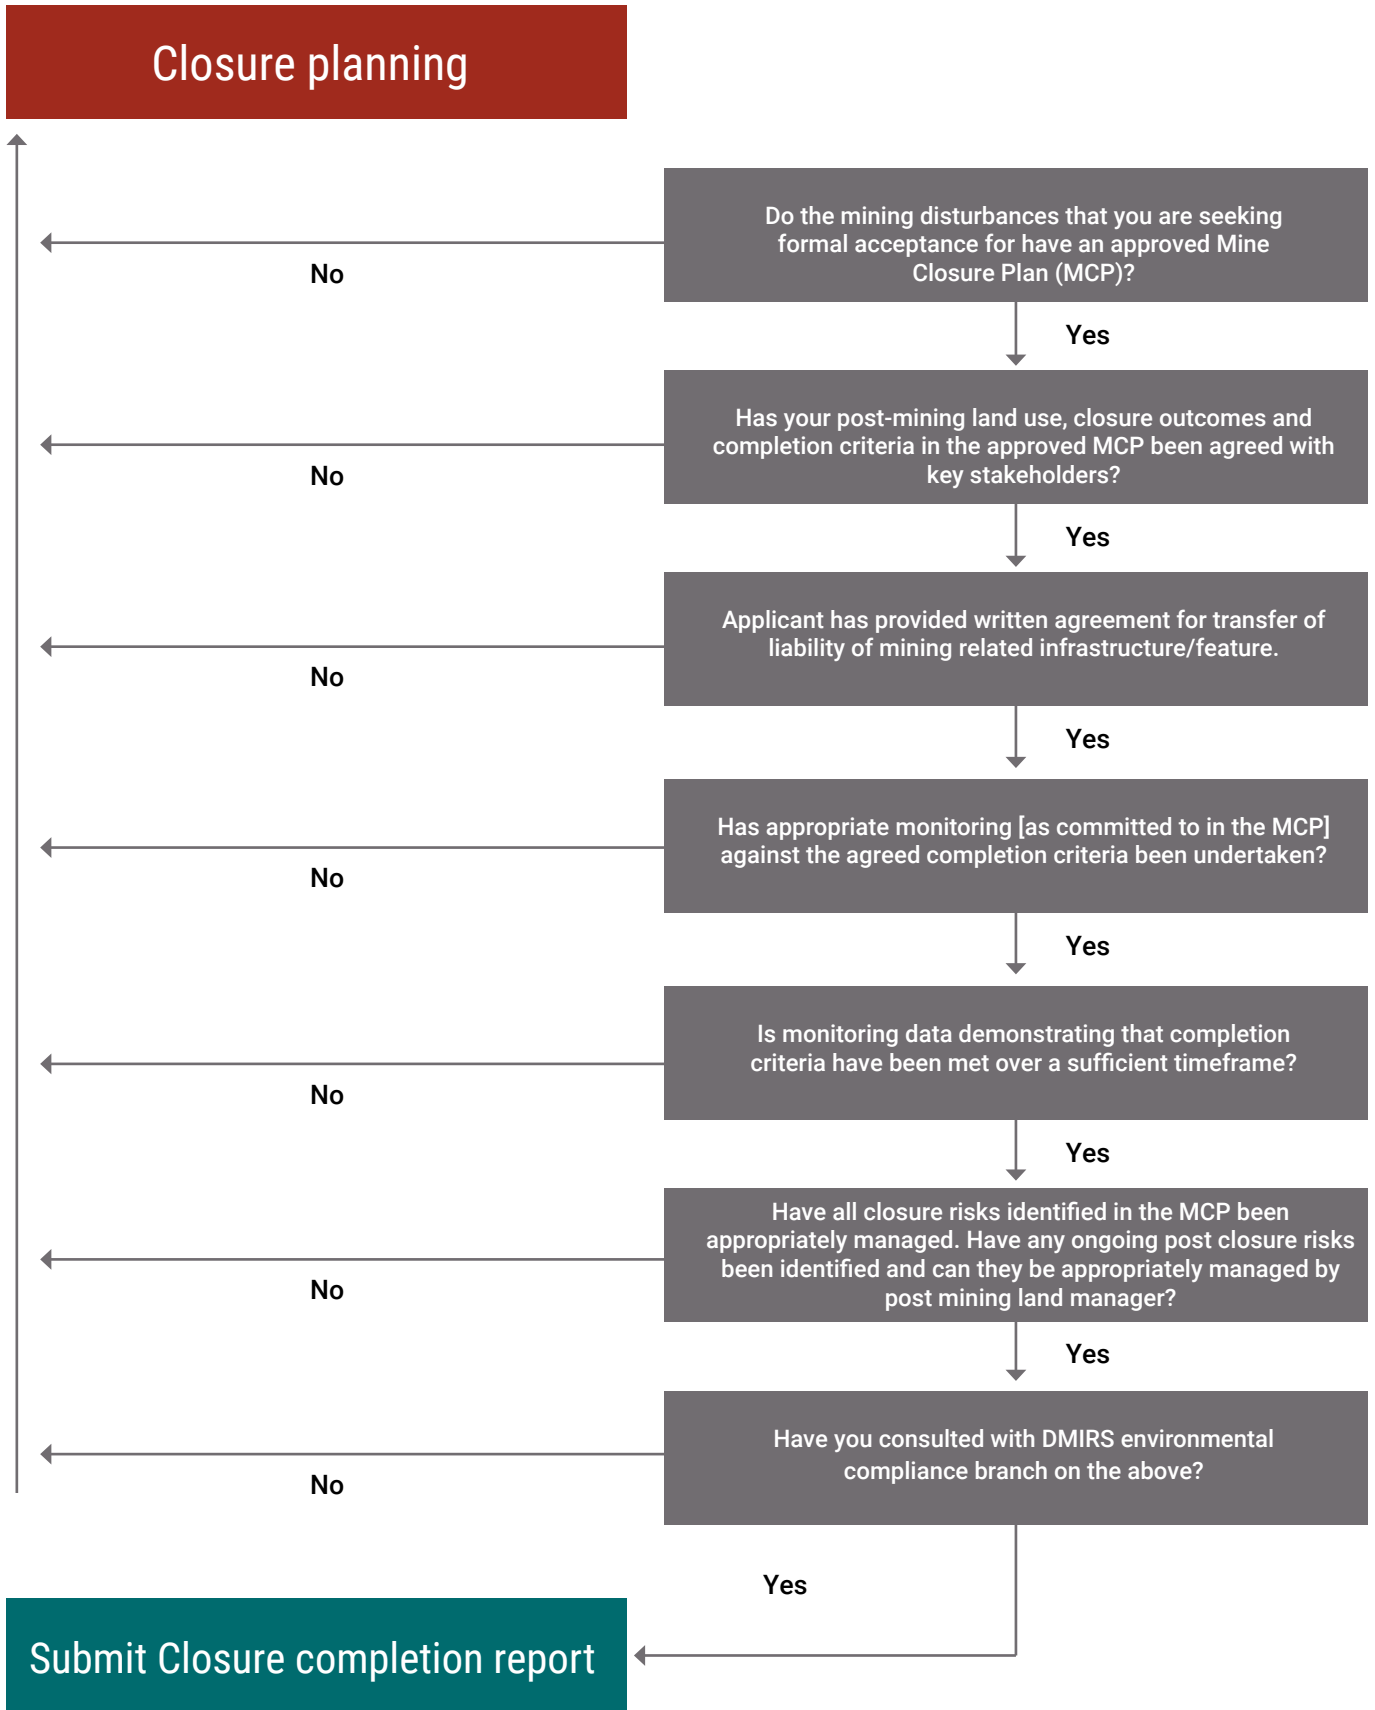 Closure planning
Do the mining disturbances that you are seeking
formal acceptance for have an approved Mine
Closure Plan (MCP)?
No
Yes
Has your post-mining land use, closure outcomes and
completion criteria in the approved MCP been agreed with
key stakeholders?
No
Yes
Applicant has provided written agreement for transfer of
liability of mining related infrastructure/feature.
No
Yes
Has appropriate monitoring [as committed to in the MCP]
against the agreed completion criteria been undertaken?
No
Yes
Is monitoring data demonstrating that completion
criteria have been met over a sufficient timeframe?
No
Yes
Have all closure risks identified in the MCP been
appropriately managed. Have any ongoing post closure risks
been identified and can they be appropriately managed by
post mining land manager?
No
Yes
Have you consulted with DMIRS environmental
compliance branch on the above?
No
Yes
Submit Closure completion report